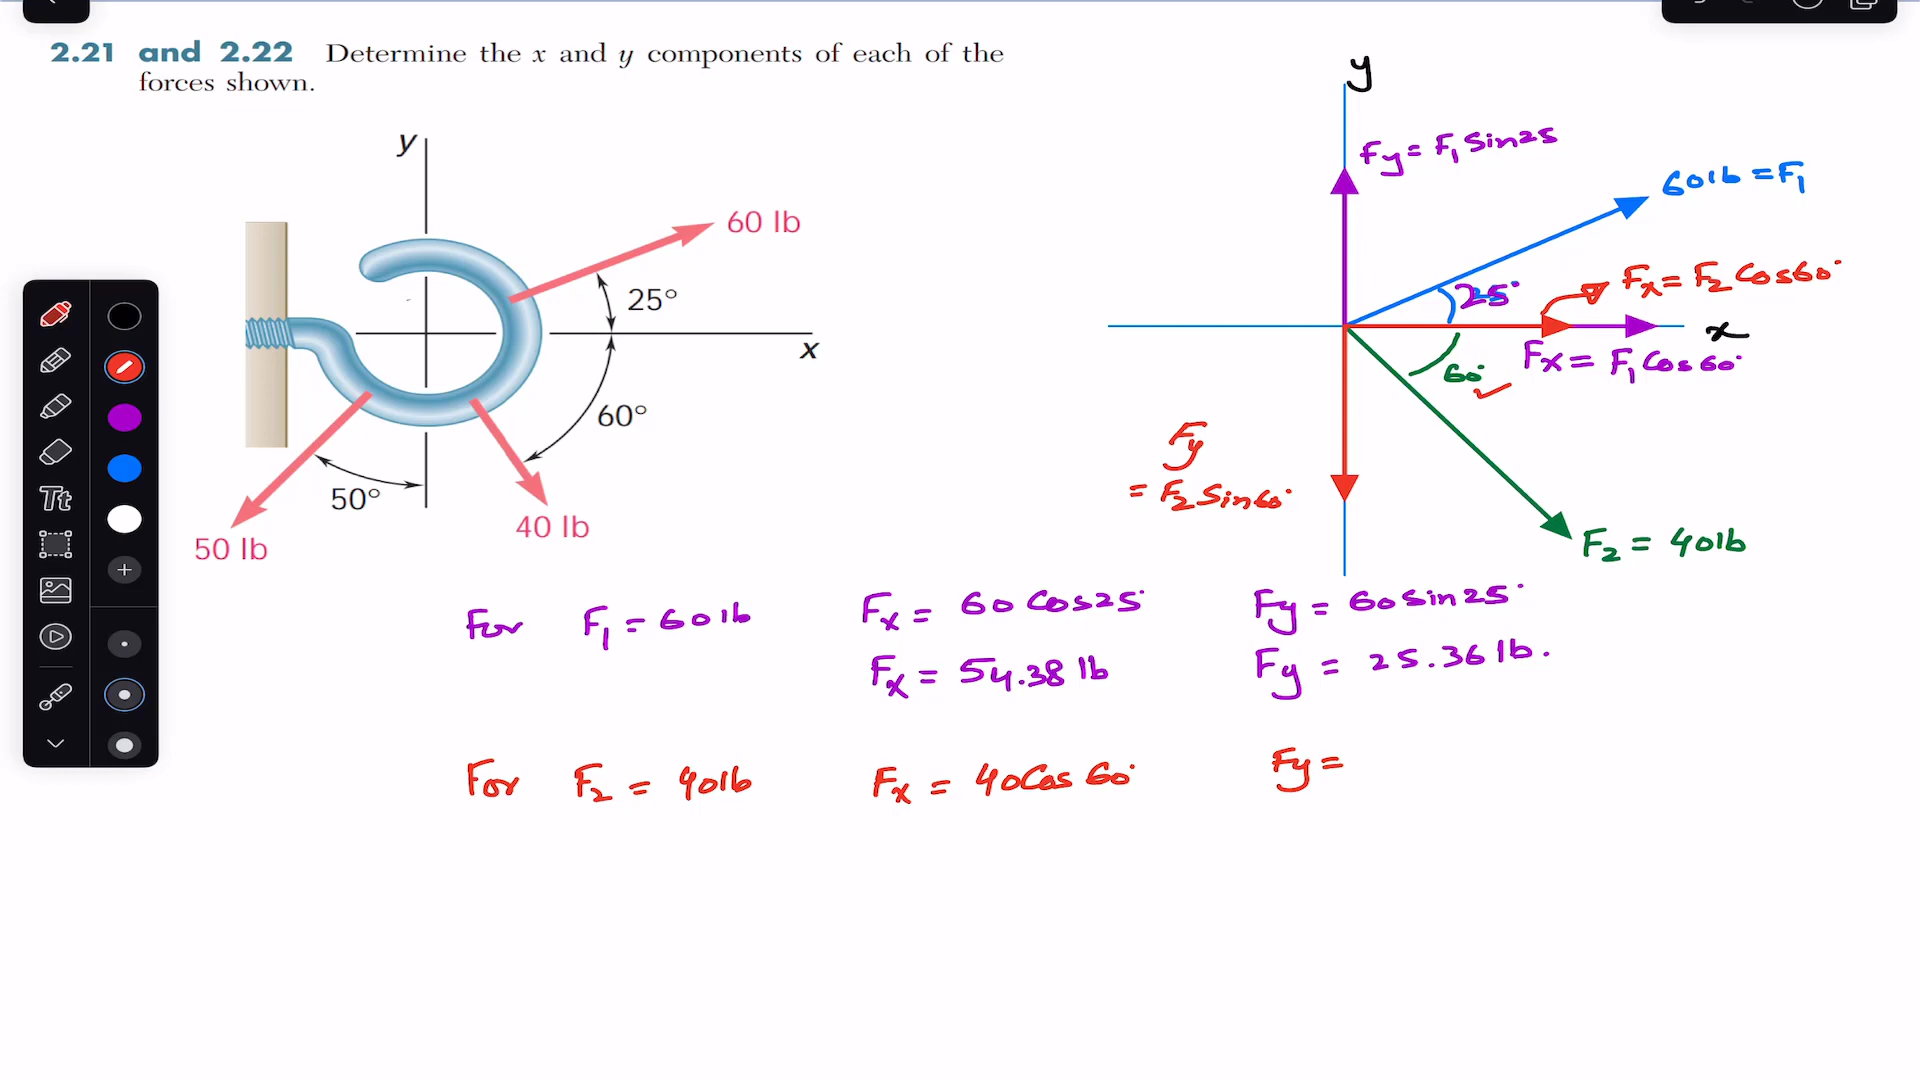 2.21 and 2.22 Determine the x and y components of each of the
forces shown.
y
60 lb
25°
x
60°
50°
40 lb
50 lb
Tt
y
Fy = F1 Sin25
60lb = F1
25°
Fx = F2 Cos60°
x
Fx = F1 Cos60°
60°
Fy
= F2 Sin60°
F2 = 40lb
For F1 = 60lb Fx = 60 Cos25° Fy = 60Sin25°
Fx = 54.38 lb Fy = 25.36 lb.
For F2 = 40lb Fx = 40Cos 60° Fy =